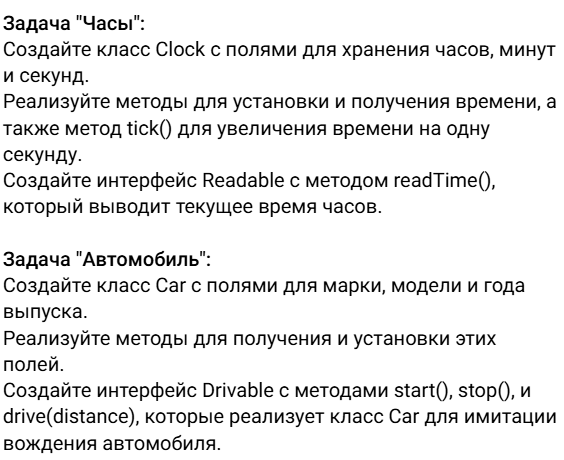 Задача "Часы":
Создайте класс Clock с полями для хранения часов, минут
и секунд.
Реализуйте методы для установки и получения времени, а
также метод tick() для увеличения времени на одну
секунду.
Создайте интерфейс Readable с методом readTime(),
который выводит текущее время часов.
Задача "Автомобиль":
Создайте класс Car с полями для марки, модели и года
выпуска.
Реализуйте методы для получения и установки этих
полей.
Создайте интерфейс Drivable с методами start(), stop(), и
drive(distance), которые реализует класс Car для имитации
вождения автомобиля.